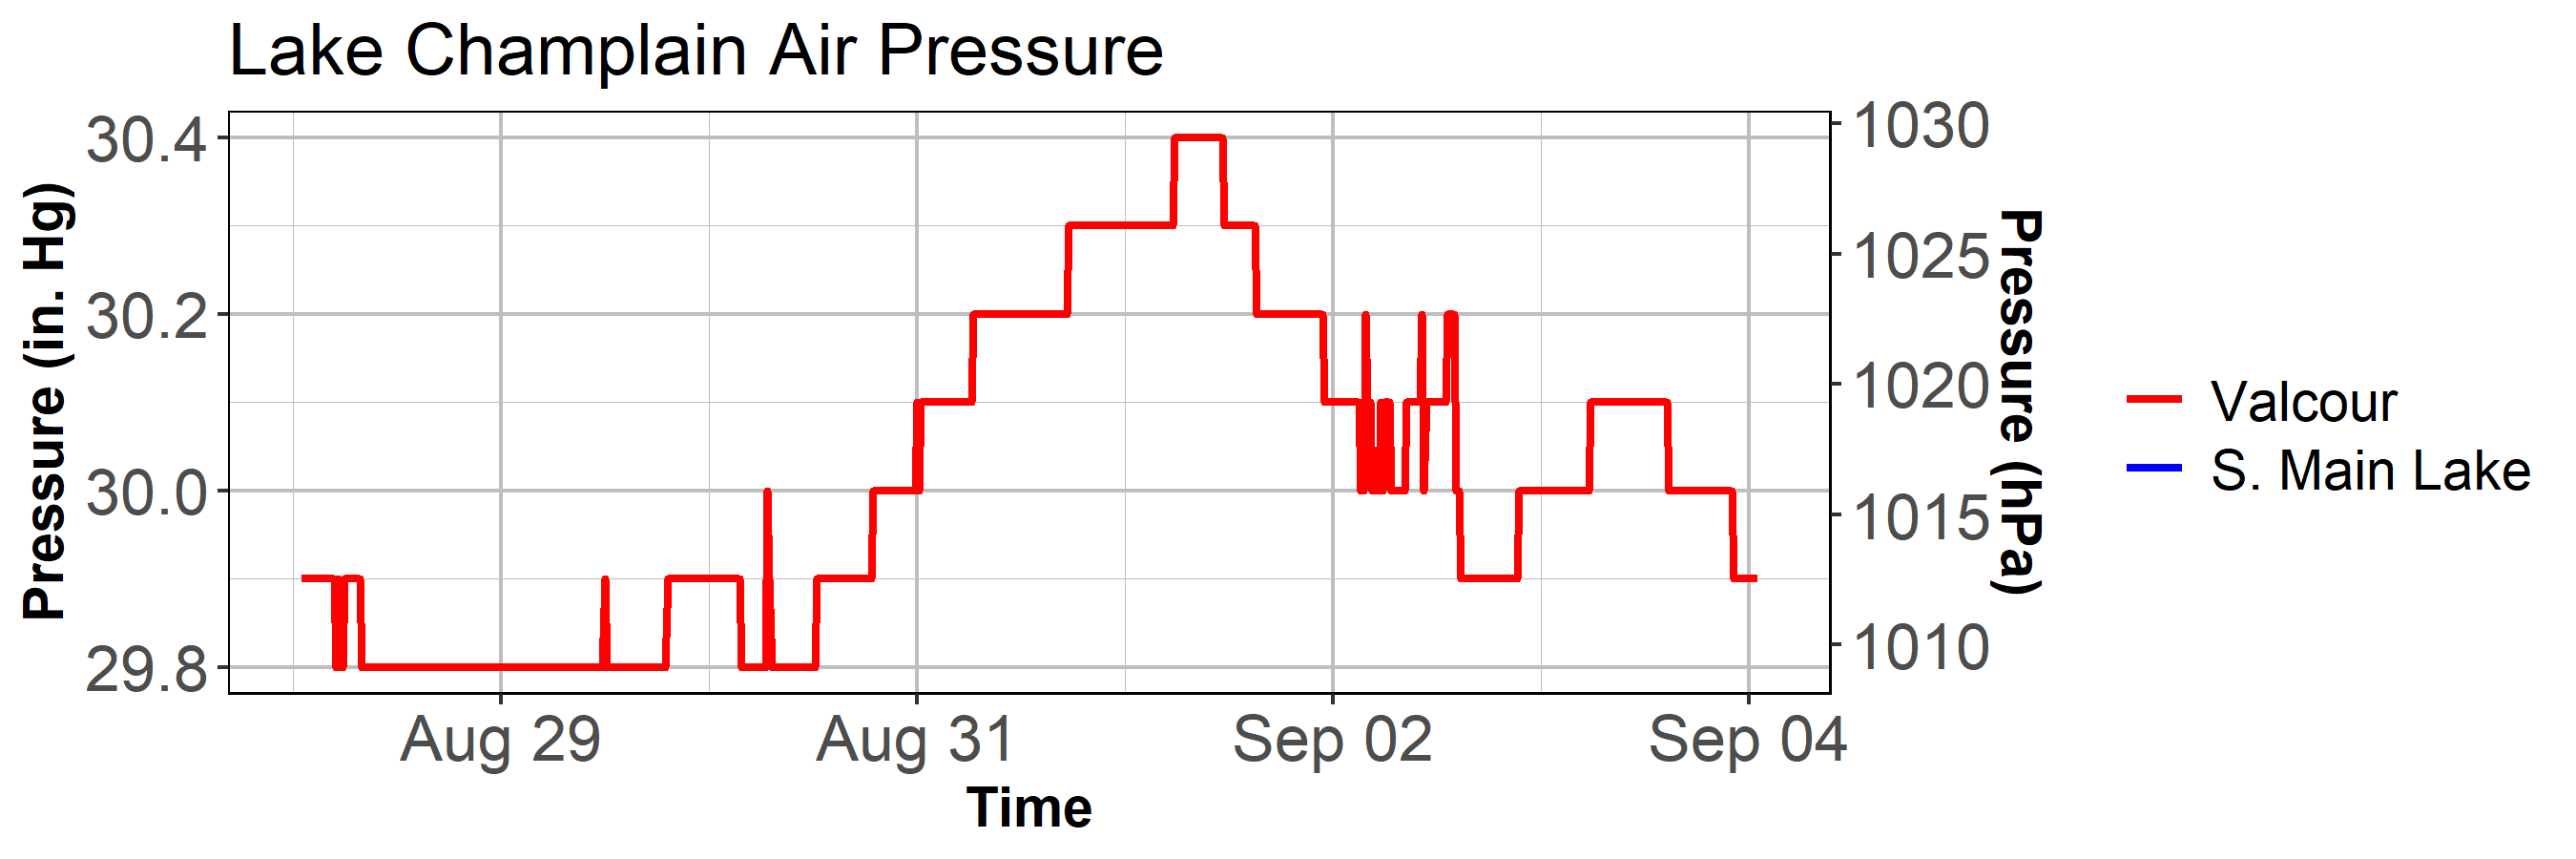 Lake Champlain Air Pressure
Pressure (in. Hg)
30.4
30.2
30.0
29.8
1030
1025
1020
1015
1010
Pressure (hPa)
Aug 29
Aug 31
Sep 02
Sep 04
Time
Valcour
S. Main Lake